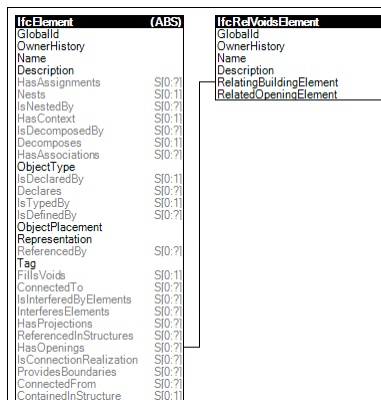 IfcElement (ABS)
GlobalId
OwnerHistory
Name
Description
HasAssignments S[0:?]
Nests S[0:1]
IsNestedBy S[0:?]
HasContext S[0:1]
IsDecomposedBy S[0:?]
Decomposes S[0:1]
HasAssociations S[0:?]
ObjectType
IsDeclaredBy S[0:1]
Declares S[0:?]
IsTypedBy S[0:1]
IsDefinedBy S[0:?]
ObjectPlacement
Representation
ReferencedBy S[0:?]
Tag
FillsVoids S[0:1]
ConnectedTo S[0:?]
IsInterferedByElements S[0:?]
InterferesElements S[0:?]
HasProjections S[0:?]
ReferencedInStructures S[0:?]
HasOpenings S[0:?]
IsConnectionRealization S[0:?]
ProvidesBoundaries S[0:?]
ConnectedFrom S[0:?]
ContainedInStructure S[0:1]
IfcRelVoidsElement
GlobalId
OwnerHistory
Name
Description
RelatingBuildingElement
RelatedOpeningElement